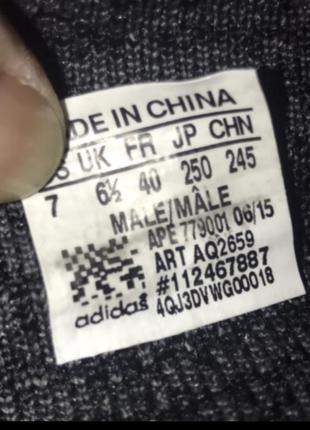 DE IN CHINA
S UK FR JP CHN
7 6½ 40 250 245
MALE/MÂLE
APE 779001 06/15
ART AQ2659
#112467887
adidas 4QJ3DVWG00018